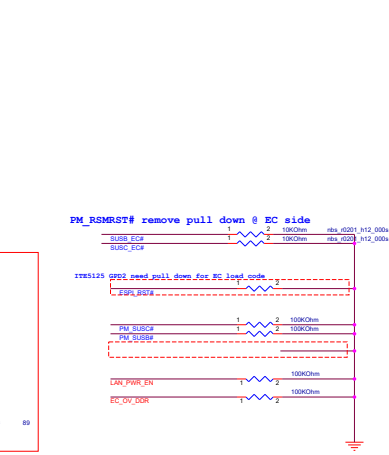 PM_RSMRST# remove pull down @ EC side
1 2 10KOhm nbs_r0201_h12_000s
SUSB_EC#
1 2 10KOhm nbs_r0201_h12_000s
SUSC_EC#
ITE5125 GPD2 need pull down for EC load code
1 2
ESPI_RST#
1 2 100KOhm
PM_SUSC#
1 2 100KOhm
PM_SUSB#
100KOhm
LAN_PWR_EN 1 2
100KOhm
EC_OV_DDR 1 2
89